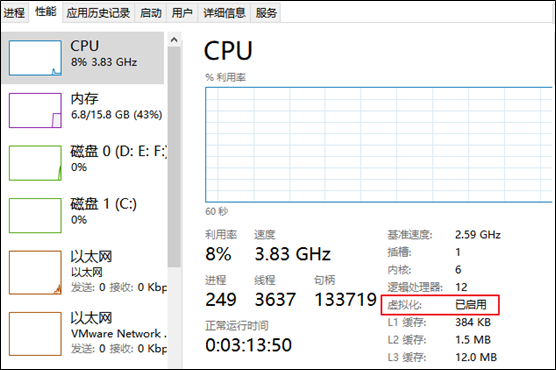 进程 性能 应用历史记录 启动 用户 详细信息 服务
CPU
8% 3.83 GHz
内存
6.8/15.8 GB (43%)
磁盘 0 (D: E: F:)
0%
磁盘 1 (C:)
0%
以太网
以太网
发送: 0 接收: 0 Kbp
以太网
VMware Network ..
发送: 0 接收: 0 Kbp
CPU
% 利用率
60 秒
利用率 速度
8% 3.83 GHz
进程 线程 句柄
249 3637 133719
正常运行时间
0:03:13:50
基准速度: 2.59 GHz
插槽: 1
内核: 6
逻辑处理器: 12
虚拟化: 已启用
L1 缓存: 384 KB
L2 缓存: 1.5 MB
L3 缓存: 12.0 MB